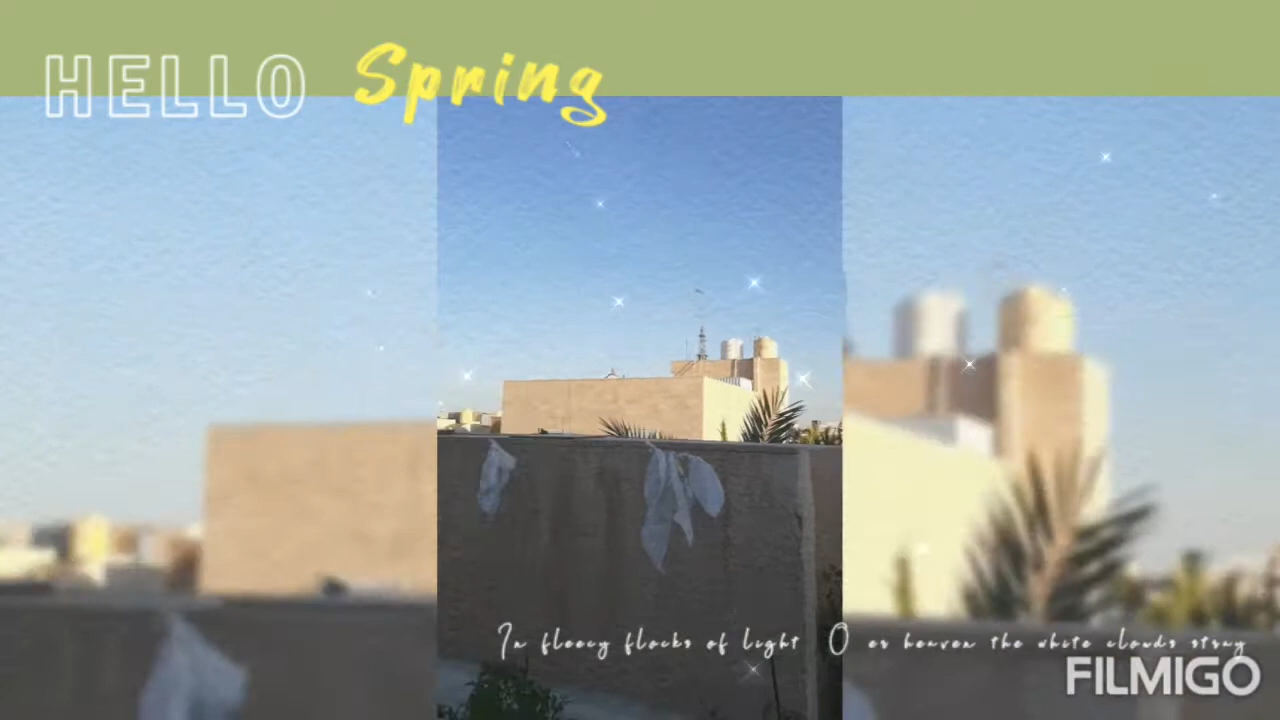 HELLO Spring
In fleecy flocks of light O er heaven the white clouds stray
FILMIGO